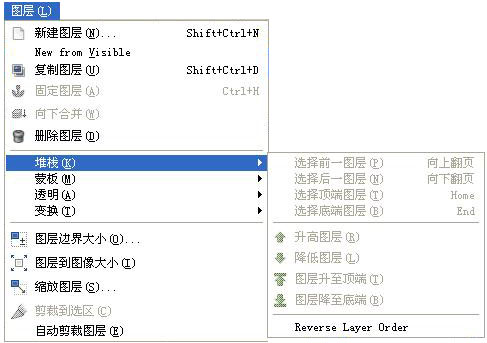 图层(L)
新建图层(N)... Shift+Ctrl+N
New from Visible
复制图层(U) Shift+Ctrl+D
固定图层(A) Ctrl+H
向下合并(W)
删除图层(D)
堆栈(K)
蒙板(M)
透明(A)
变换(T)
图层边界大小(O)...
图层到图像大小(I)
缩放图层(S)...
剪裁到选区(C)
自动剪裁图层(E)
选择前一图层(P) 向上翻页
选择后一图层(N) 向下翻页
选择顶端图层(T) Home
选择底端图层(B) End
升高图层(R)
降低图层(L)
图层升至顶端(T)
图层降至底端(B)
Reverse Layer Order